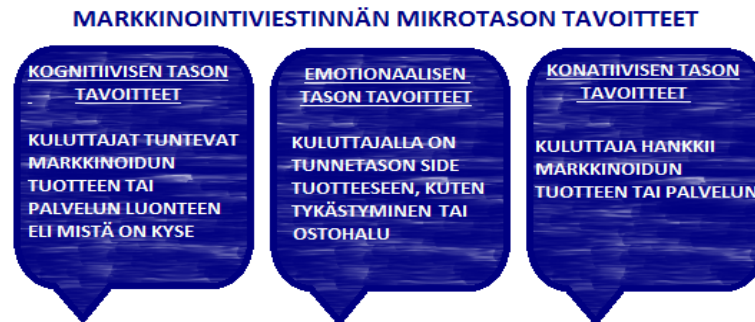 MARKKINOINTIVIESTINNÄN MIKROTASON TAVOITTEET
KOGNITIIVISEN TASON
TAVOITTEET
KULUTTAJAT TUNTEVAT
MARKKINOIDUN
TUOTTEEN TAI
PALVELUN LUONTEEN
ELI MISTÄ ON KYSE
EMOTIONAALISEN
TASON TAVOITTEET
KULUTTAJALLA ON
TUNNETASON SIDE
TUOTTEESEEN, KUTEN
TYKÄSTYMINEN TAI
OSTOHALU
KONATIIVISEN TASON
TAVOITTEET
KULUTTAJA HANKKII
MARKKINOIDUN
TUOTTEEN TAI PALVELUN